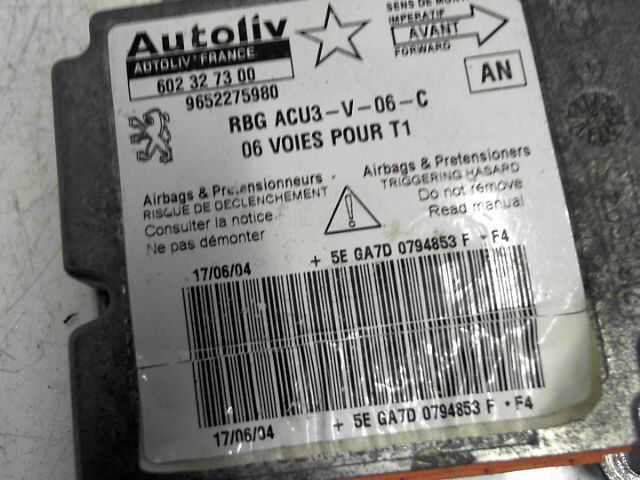 Autoliv
AUTOLIV FRANCE
602 32 73 00
9652275980
SENS DE
IMPERATIF
AVANT
FORWARD
AN
RBG ACU3-V-06-C
06 VOIES POUR T1
Airbags & Pretensionneurs
RISQUE DE DECLENCHEMENT
Consulter la notice
Ne pas démonter
Airbags & Pretensioners
TRIGGERING HASARD
Do not remove
Read manual
17/06/04 + 5E GA7D 0794853 F * F4
17/06/04 + 5E GA7D 0794853 F * F4